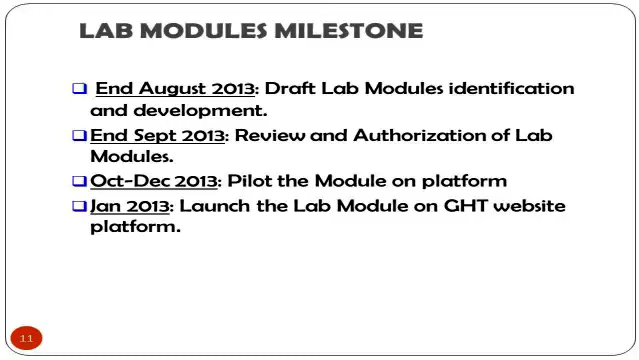 LAB MODULES MILESTONE
End August 2013: Draft Lab Modules identification
and development.
End Sept 2013: Review and Authorization of Lab
Modules.
Oct-Dec 2013: Pilot the Module on platform
Jan 2013: Launch the Lab Module on GHT website
platform.
11